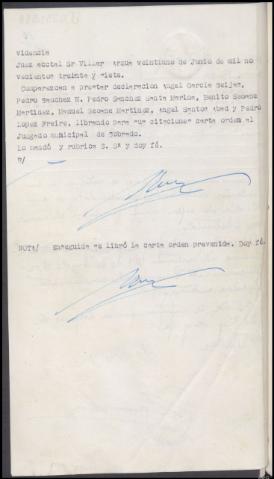 Videncia
Juez actal Sr Villar Arzua veintiuno de Junio de mil no
vecientos treinta y siete.
Comparezcan a prestar declaracion Angel Garcia Seijas,
Pedro Sanchez N. Pedro Sanchez Santa Marina, Benito Seoane
Martinez, Manuel Seoane Martinez, Angel Santos Abad y Pedro
Lopez Freire, librando para su citacion carta orden al
Juzgado municipal de Sobrado.
Lo mandó y rubrica S. Sª y doy fé.
NOTA/ Enseguida se libró la carta orden prevenida. Doy fé.